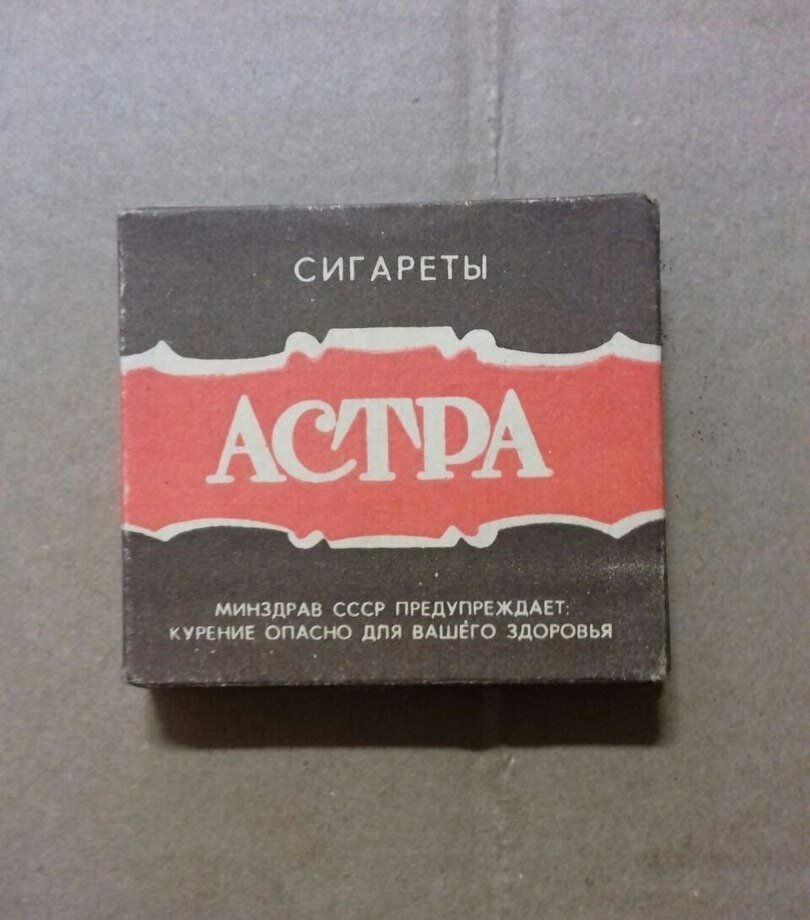 СИГАРЕТЫ
АСТРА
МИНЗДРАВ СССР ПРЕДУПРЕЖДАЕТ:
КУРЕНИЕ ОПАСНО ДЛЯ ВАШЕГО ЗДОРОВЬЯ